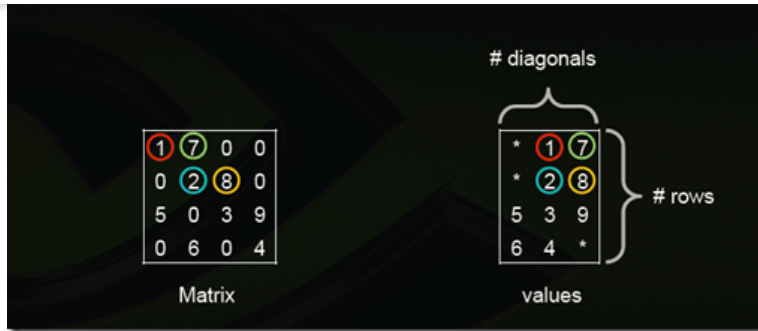 # diagonals
1 7 0 0
0 2 8 0
5 0 3 9
0 6 0 4
* 1 7
* 2 8
5 3 9
6 4 *
# rows
Matrix
values